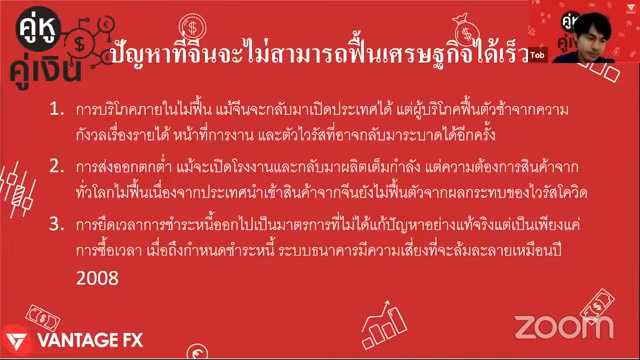 คู่หู
คู่เงิน
ปัญหาที่จีนจะไม่สามารถฟื้นเศรษฐกิจได้เร็ว
Tob
1. การบริโภคภายในไม่ฟื้น แม้จีนจะกลับมาเปิดประเทศได้ แต่ผู้บริโภคฟื้นตัวช้าจากความ
กังวลเรื่องรายได้ หน้าที่การงาน และตัวไวรัสที่อาจกลับมาระบาดได้อีกครั้ง
2. การส่งออกตกต่ำ แม้จะเปิดโรงงานและกลับมาผลิตเต็มกำลัง แต่ความต้องการสินค้าจาก
ทั่วโลกไม่ฟื้นเนื่องจากประเทศนำเข้าสินค้าจากจีนยังไม่ฟื้นตัวจากผลกระทบของไวรัสโควิด
3. การยืดเวลาการชำระหนี้ออกไปเป็นมาตรการที่ไม่ได้แก้ปัญหาอย่างแท้จริงแต่เป็นเพียงแค่
การซื้อเวลา เมื่อถึงกำหนดชำระหนี้ ระบบธนาคารมีความเสี่ยงที่จะล้มละลายเหมือนปี
2008
VANTAGE FX
zoom